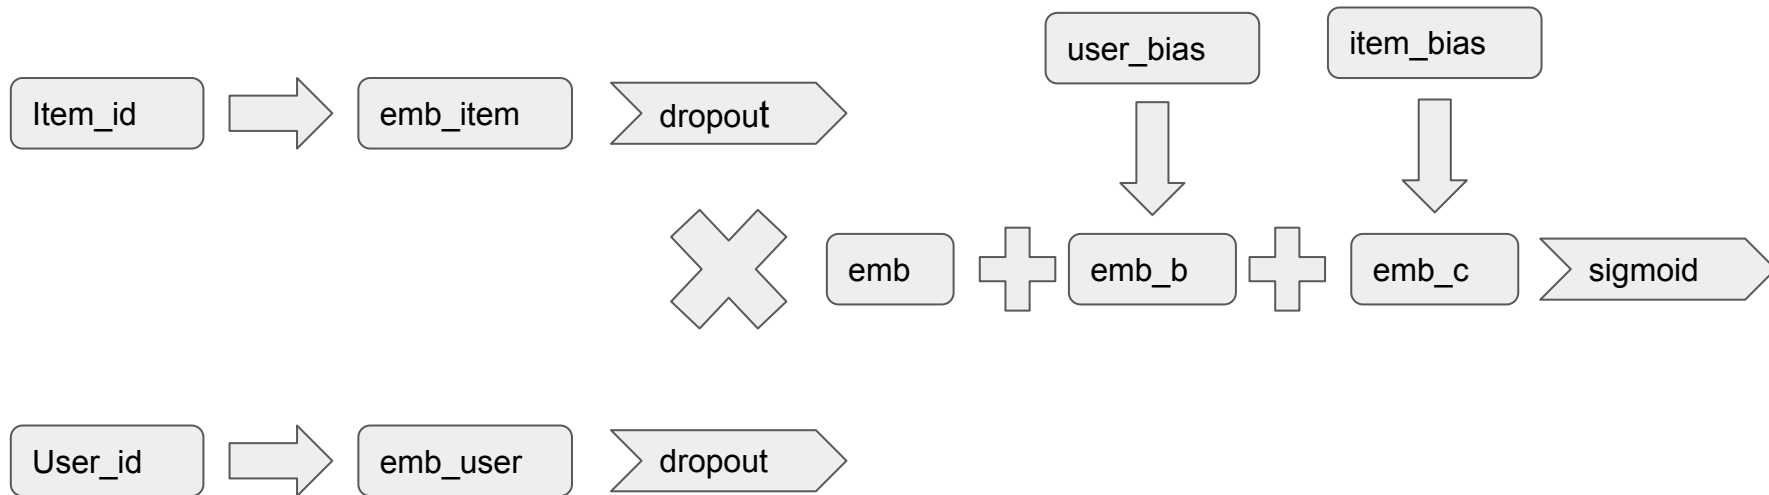 user_bias
item_bias
Item_id
emb_item
dropout
emb
emb_b
emb_c
sigmoid
User_id
emb_user
dropout